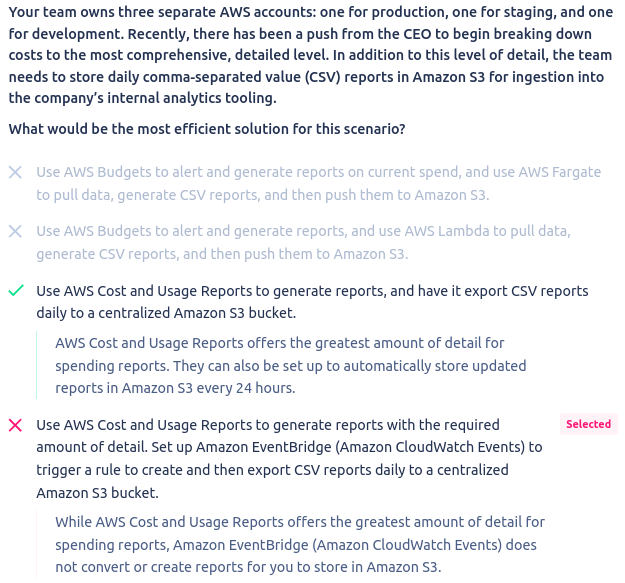 Your team owns three separate AWS accounts: one for production, one for staging, and one
for development. Recently, there has been a push from the CEO to begin breaking down
costs to the most comprehensive, detailed level. In addition to this level of detail, the team
needs to store daily comma-separated value (CSV) reports in Amazon S3 for ingestion into
the company's internal analytics tooling.
What would be the most efficient solution for this scenario?
Use AWS Budgets to alert and generate reports on current spend, and use AWS Fargate
to pull data, generate CSV reports, and then push them to Amazon S3.
Use AWS Budgets to alert and generate reports, and use AWS Lambda to pull data,
generate CSV reports, and then push them to Amazon S3.
Use AWS Cost and Usage Reports to generate reports, and have it export CSV reports
daily to a centralized Amazon S3 bucket.
AWS Cost and Usage Reports offers the greatest amount of detail for
spending reports. They can also be set up to automatically store updated
reports in Amazon S3 every 24 hours.
Use AWS Cost and Usage Reports to generate reports with the required
Selected
amount of detail. Set up Amazon EventBridge (Amazon CloudWatch Events) to
trigger a rule to create and then export CSV reports daily to a centralized
Amazon S3 bucket.
While AWS Cost and Usage Reports offers the greatest amount of detail for
spending reports, Amazon EventBridge (Amazon CloudWatch Events) does
not convert or create reports for you to store in Amazon S3.